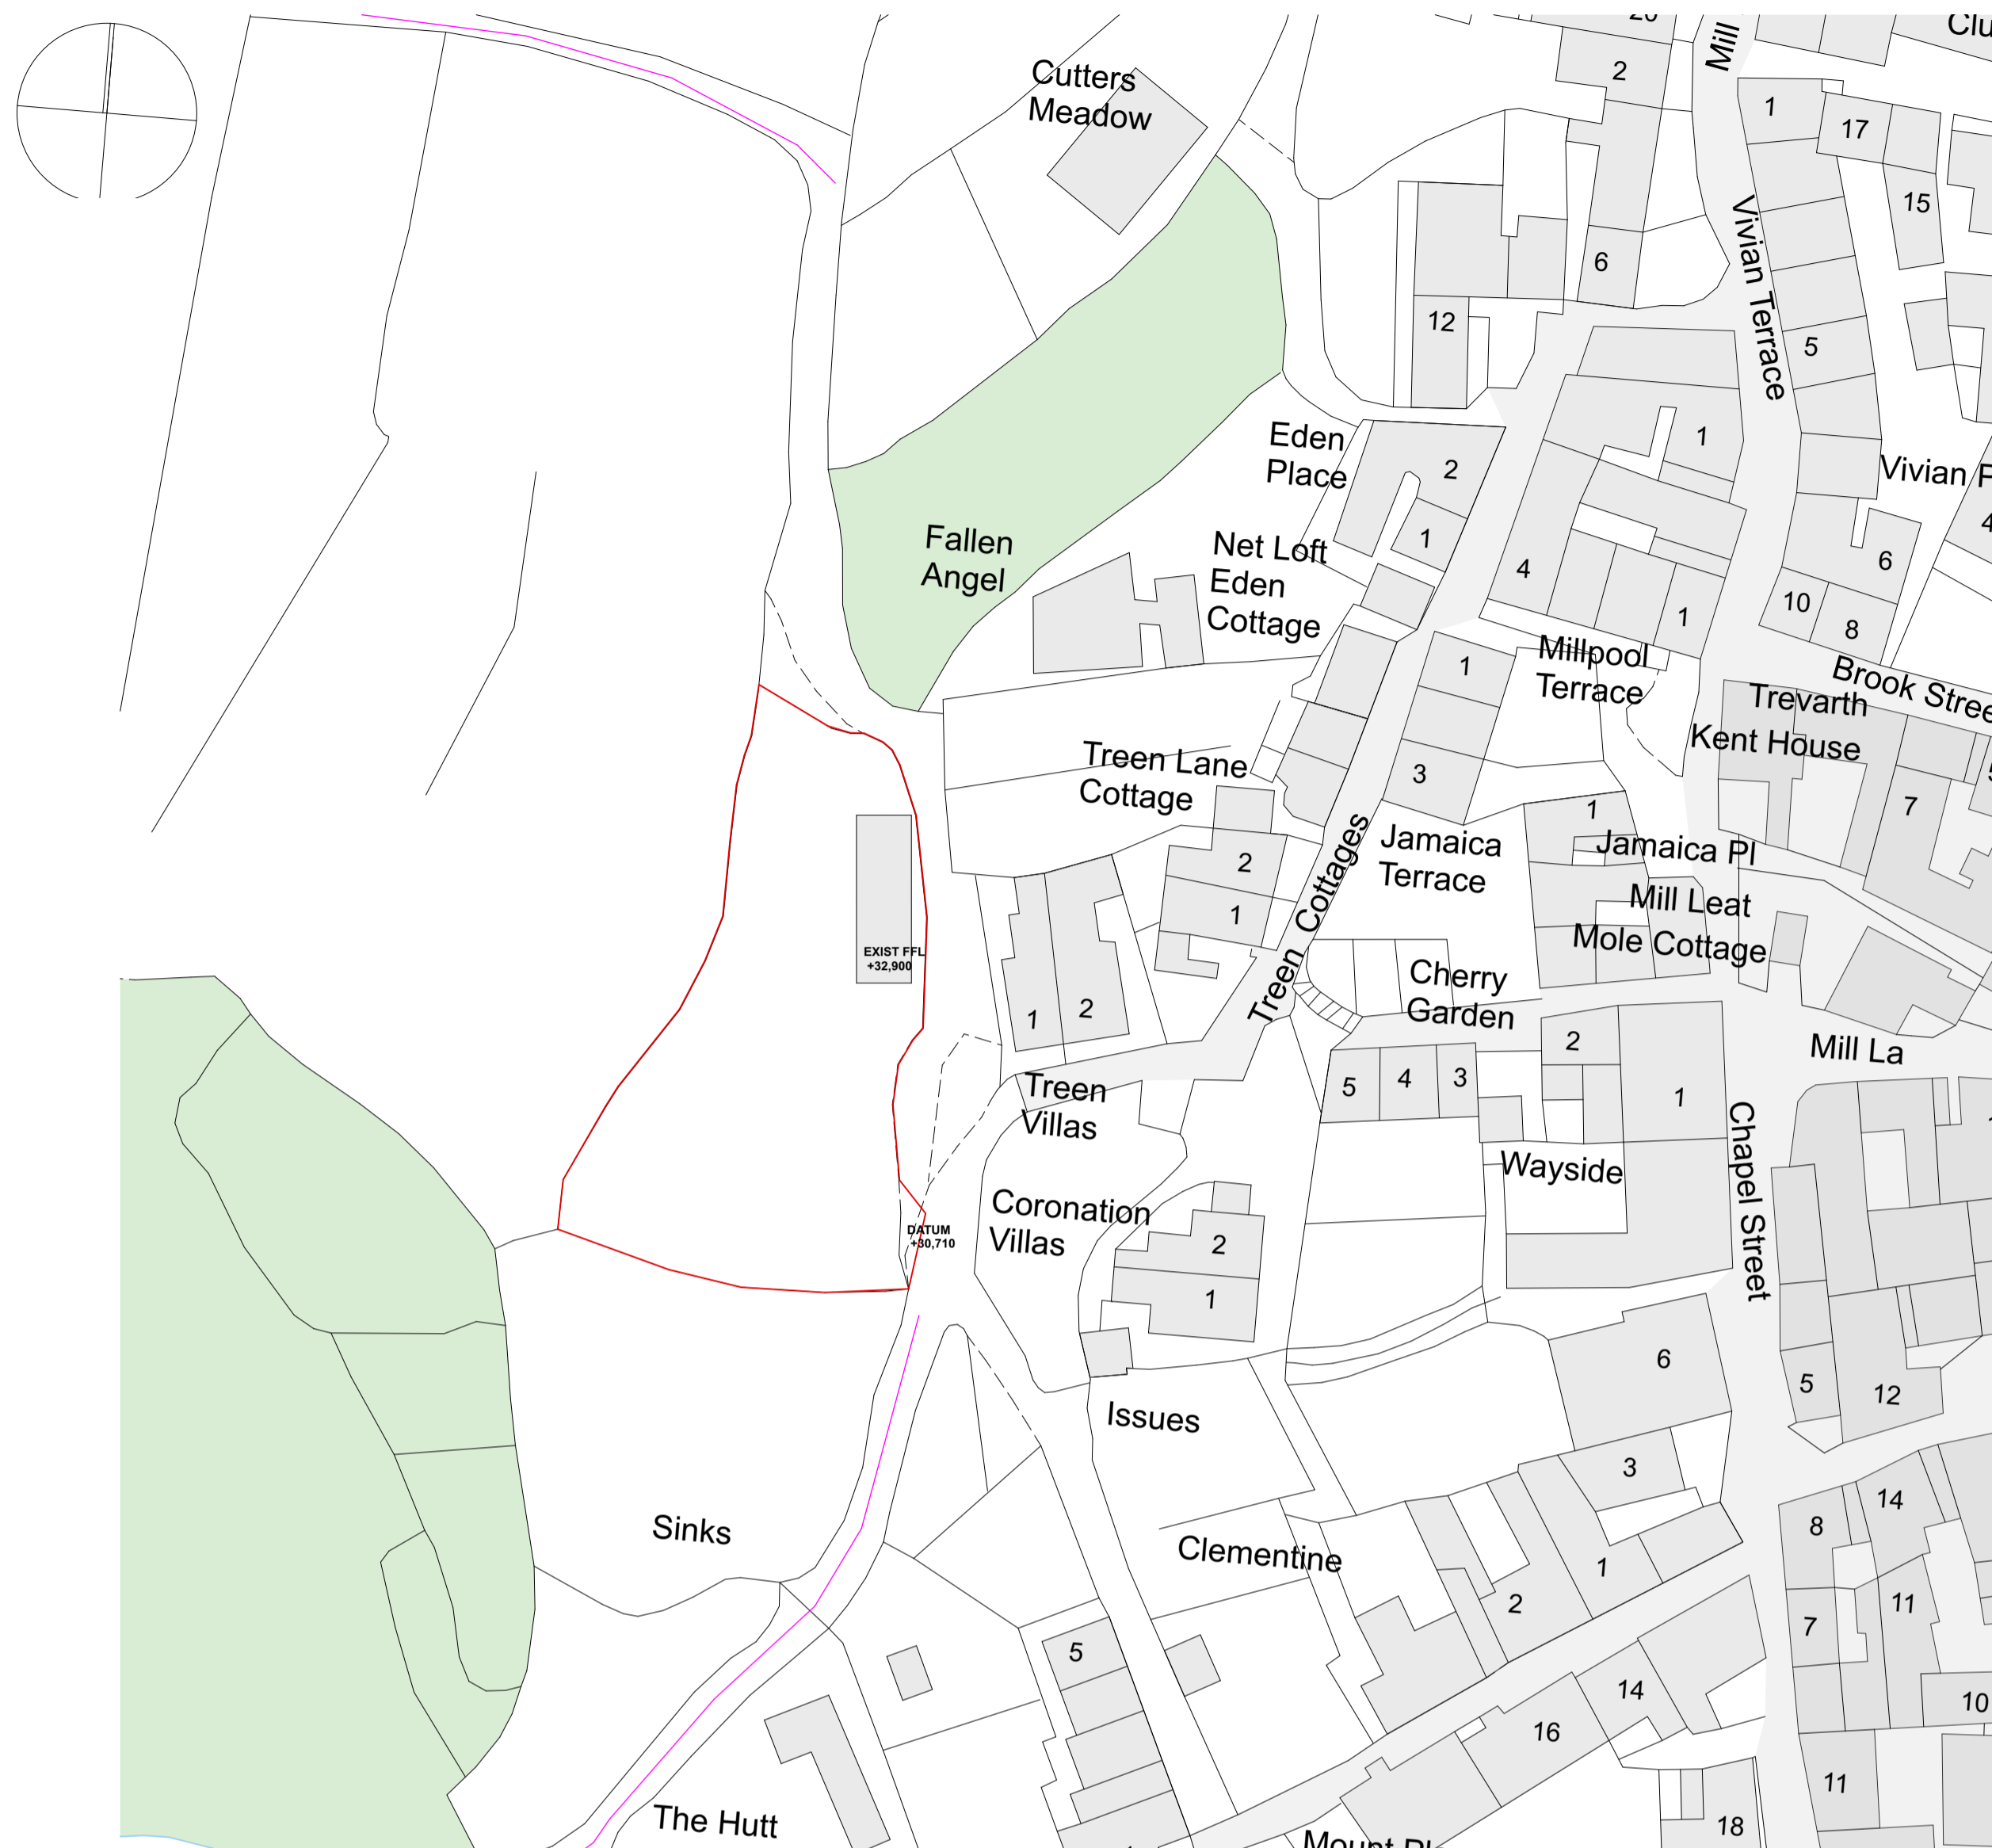 Mill
Cutters
Meadow
2
1
17
15
Vivian Terrace
6
12
5
Eden
Place
2
1
1
Net Loft
Eden
Cottage
Fallen
Angel
4
1
6
10
8
4
Brook Stree
Millpool
Terrace
1
3
Trevarth
Kent House
7
Treen Lane
Cottage
Treen Cottages
Jamaica
Terrace
1
Jamaica Pl
Mill Leat
Mole Cottage
2
1
EXIST FFL
+32,900
1
2
Cherry
Garden
Mill La
2
5
4
3
1
Treen
Villas
Wayside
Chapel Street
Coronation
Villas
DATUM
+30,710
2
1
6
5
12
Issues
3
Sinks
Clementine
1
2
8
14
7
11
5
14
16
10
The Hutt
11
18